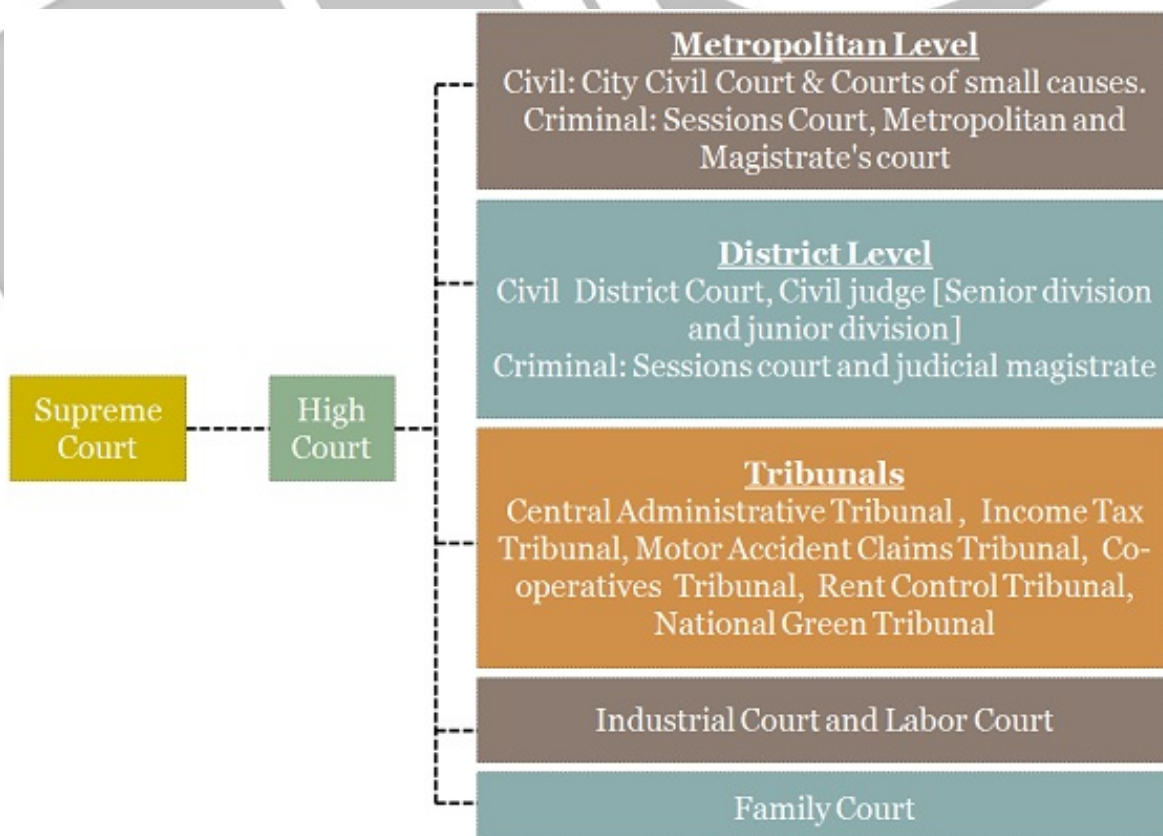 Metropolitan Level
Civil: City Civil Court & Courts of small causes.
Criminal: Sessions Court, Metropolitan and
Magistrate's court
District Level
Civil District Court, Civil judge [Senior division
and junior division]
Criminal: Sessions court and judicial magistrate
Supreme
Court
High
Court
Tribunals
Central Administrative Tribunal , Income Tax
Tribunal, Motor Accident Claims Tribunal, Co-
operatives Tribunal, Rent Control Tribunal,
National Green Tribunal
Industrial Court and Labor Court
Family Court